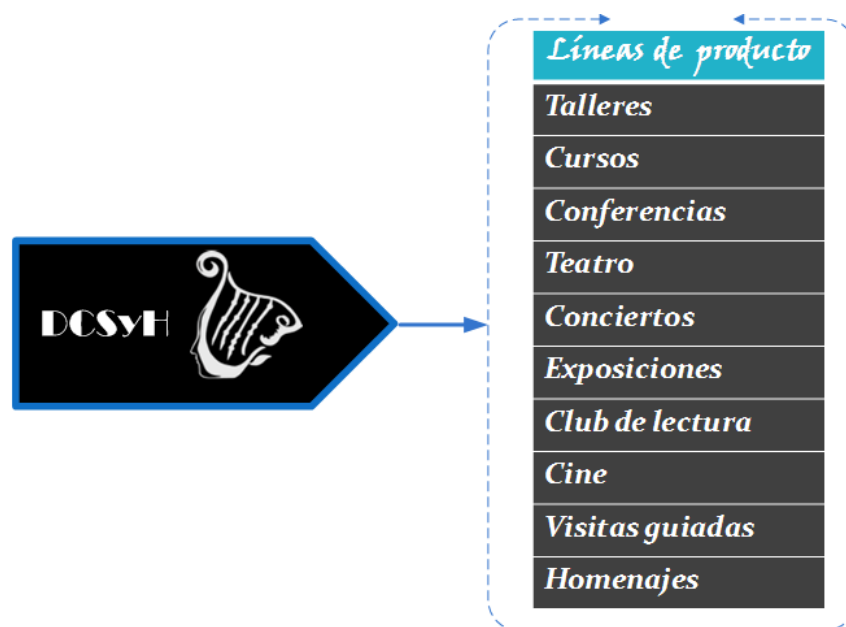 DCSyH
Líneas de producto
Talleres
Cursos
Conferencias
Teatro
Conciertos
Exposiciones
Club de lectura
Cine
Visitas guiadas
Homenajes